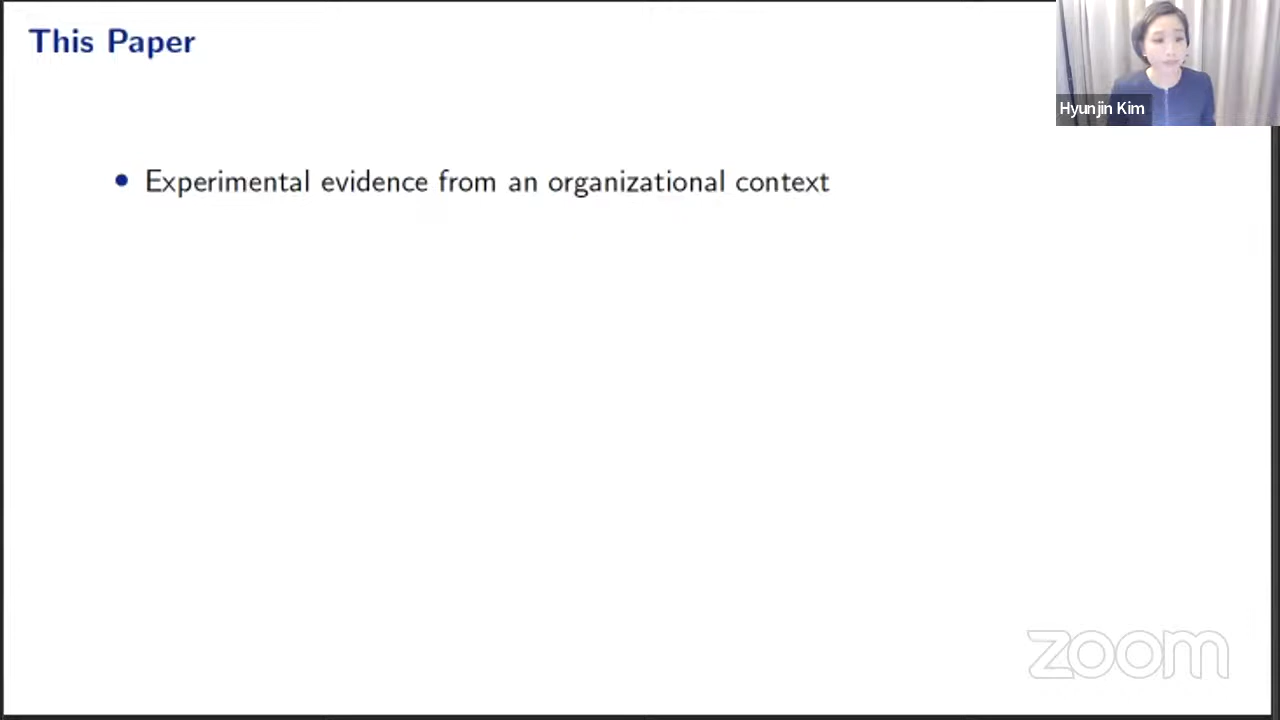 This Paper
Hyunjin Kim
• Experimental evidence from an organizational context
zoom